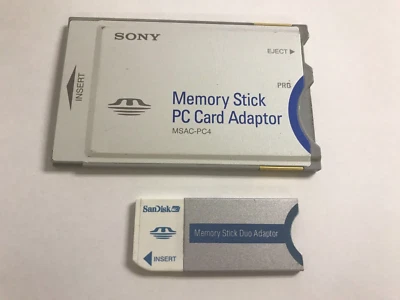 SONY
EJECT
INSERT
PRO
Memory Stick
PC Card Adaptor
MSAC-PC4
SanDisk
Memory Stick Duo Adaptor
INSERT